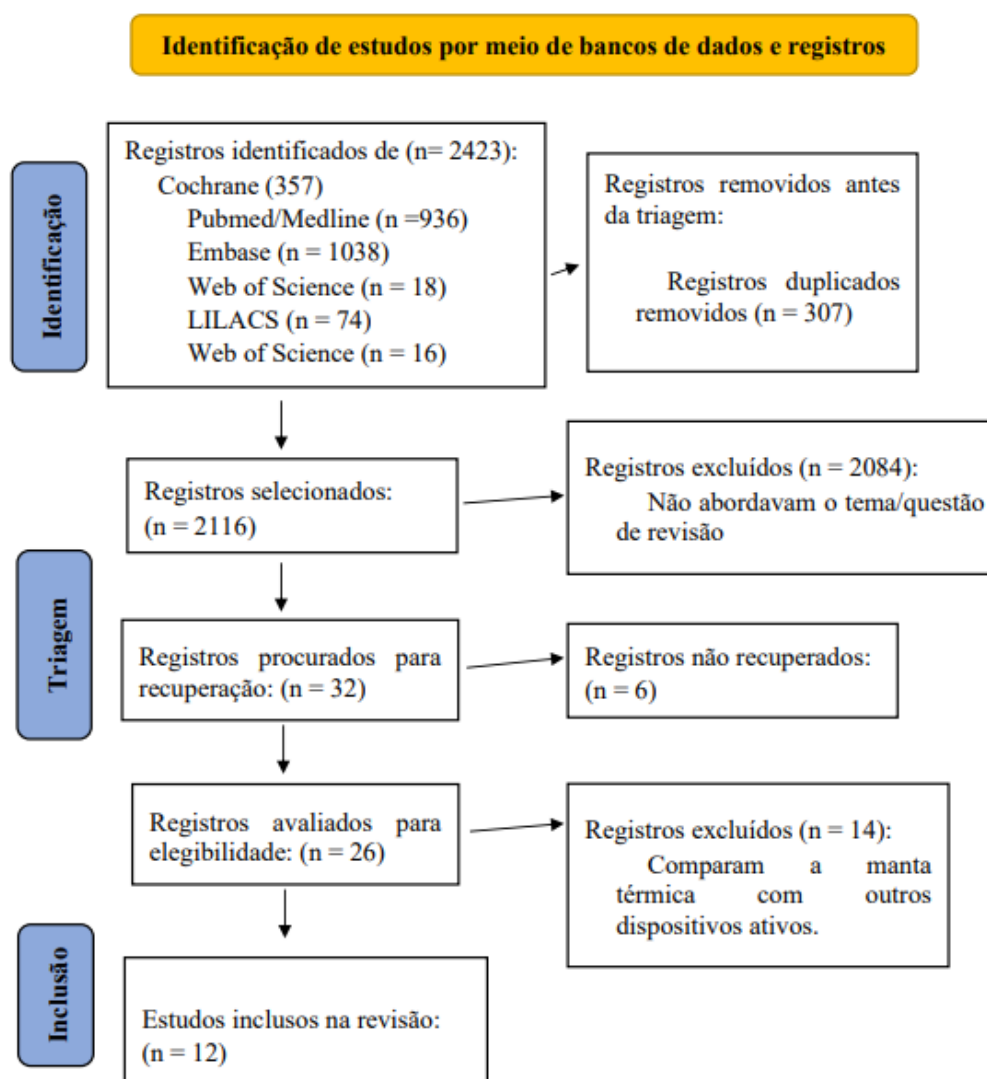 Identificação de estudos por meio de bancos de dados e registros
Identificação
Registros identificados de (n= 2423):
Cochrane (357)
Pubmed/Medline (n =936)
Embase (n = 1038)
Web of Science (n = 18)
LILACS (n = 74)
Web of Science (n = 16)
Registros removidos antes
da triagem:
Registros duplicados
removidos (n = 307)
Triagem
Registros selecionados:
(n = 2116)
Registros excluídos (n = 2084):
Não abordavam o tema/questão
de revisão
Registros procurados para
recuperação: (n = 32)
Registros não recuperados:
(n = 6)
Registros avaliados para
elegibilidade: (n = 26)
Registros excluídos (n = 14):
Comparam a manta
térmica com outros
dispositivos ativos.
Inclusão
Estudos inclusos na revisão:
(n = 12)